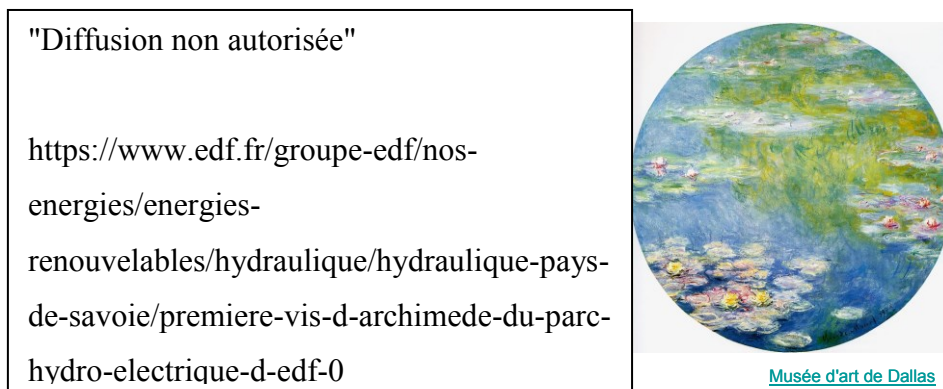 "Diffusion non autorisée"
https://www.edf.fr/groupe-edf/nos-
energies/energies-
renouvelables/hydraulique/hydraulique-pays-
de-savoie/premiere-vis-d-archimede-du-parc-
hydro-electrique-d-edf-0
Musée d'art de Dallas